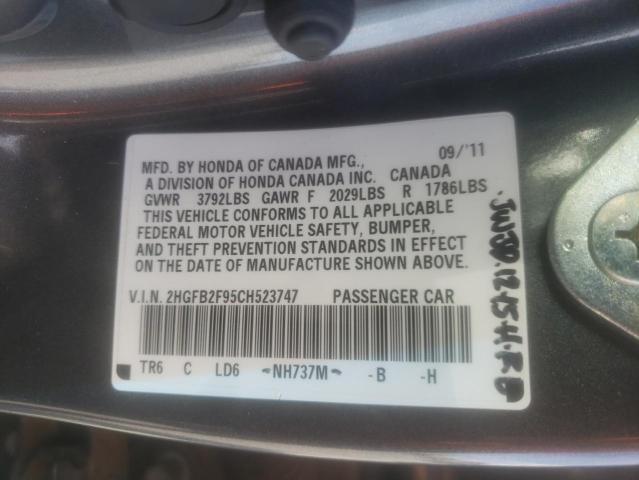 09/'11
MFD. BY HONDA OF CANADA MFG.,
A DIVISION OF HONDA CANADA INC. CANADA
GVWR 3792LBS GAWR F 2029LBS R 1786LBS
THIS VEHICLE CONFORMS TO ALL APPLICABLE
FEDERAL MOTOR VEHICLE SAFETY, BUMPER,
AND THEFT PREVENTION STANDARDS IN EFFECT
ON THE DATE OF MANUFACTURE SHOWN ABOVE.
V.I.N. 2HGFB2F95CH523747 PASSENGER CAR
TR6 C LD6 NH737M -B -H